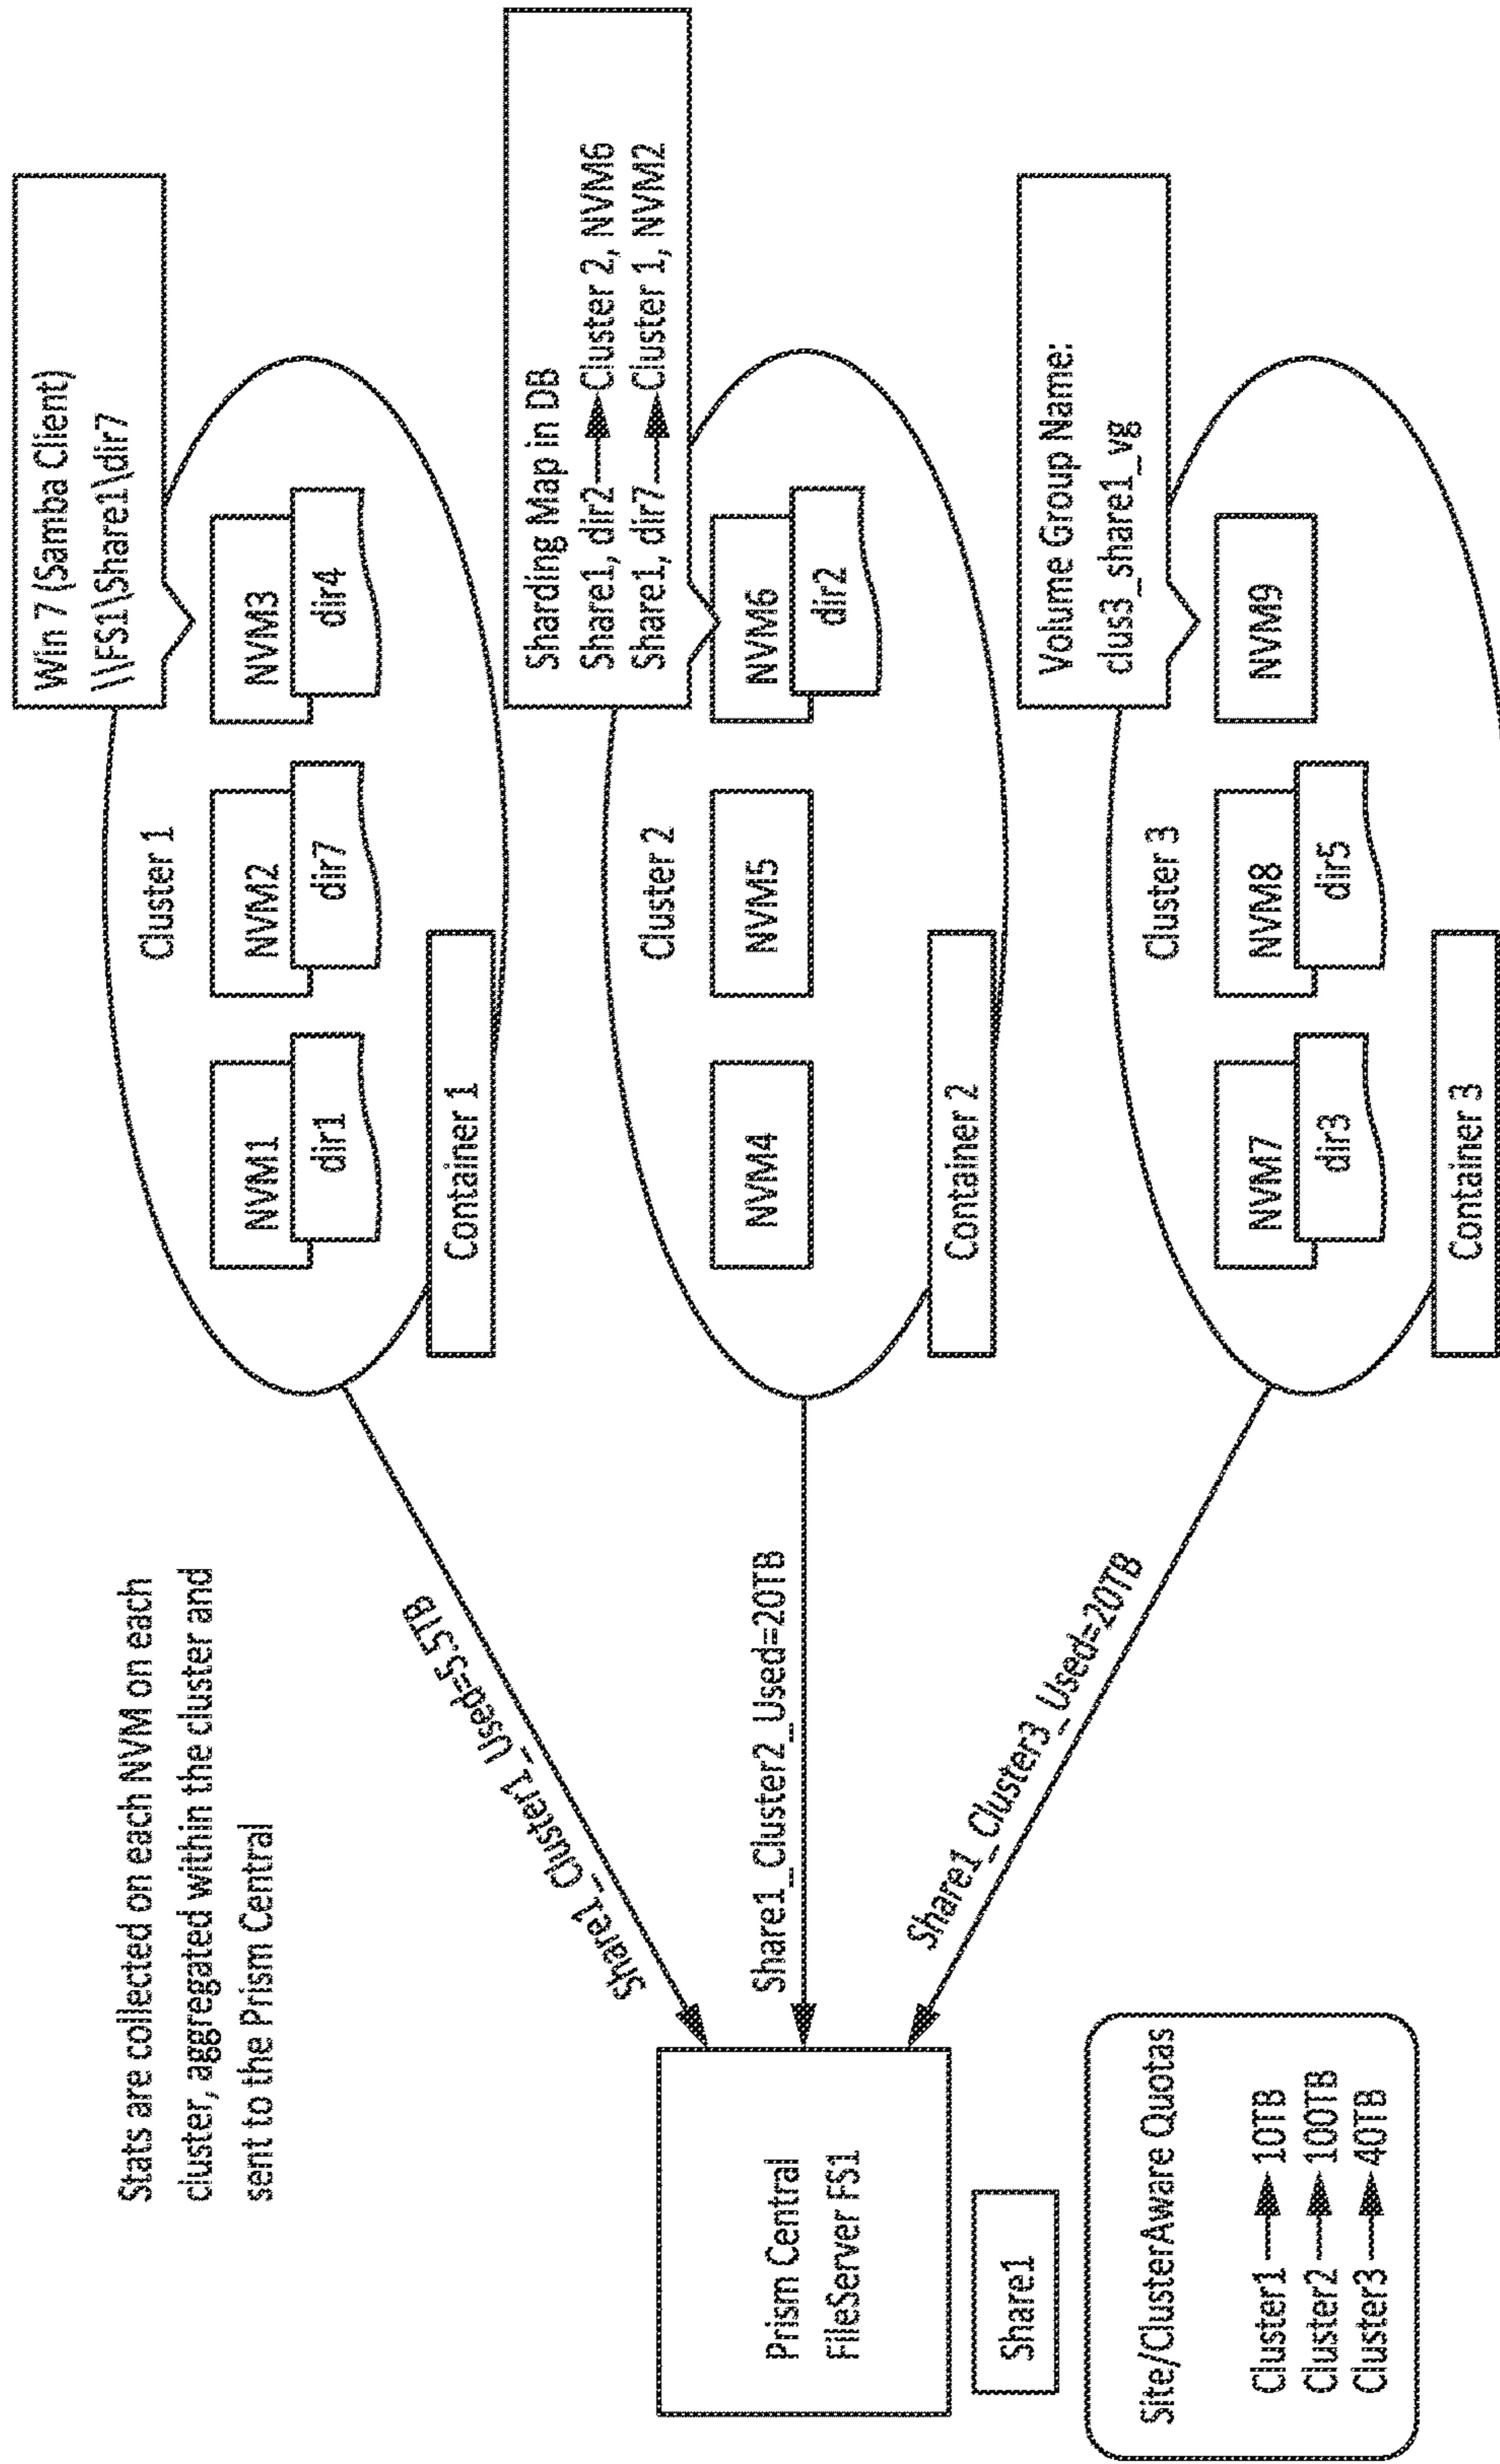 Stats are collected on each NVM on each
cluster, aggregated within the cluster and
sent to the Prism Central
Prism Central
FileServer FS1
Share1
Site/ClusterAware Quotas
Cluster1 → 10TB
Cluster2 → 100TB
Cluster3 → 40TB
Share1_Cluster1_Used=5.5TB
Share1_Cluster2_Used=20TB
Share1_Cluster3_Used=20TB
Win 7 (Samba Client)
\\FS1\Share1\dir7
Cluster 1
NVM1
NVM2
NVM3
dir1
dir7
dir4
Container 1
Sharding Map in DB
Share1, dir2 → Cluster 2, NVM6
Share1, dir7 → Cluster 1, NVM2
Cluster 2
NVM4
NVM5
NVM6
dir2
Container 2
Volume Group Name:
clus3_share1_vg
Cluster 3
NVM7
NVM8
NVM9
dir3
dir5
Container 3